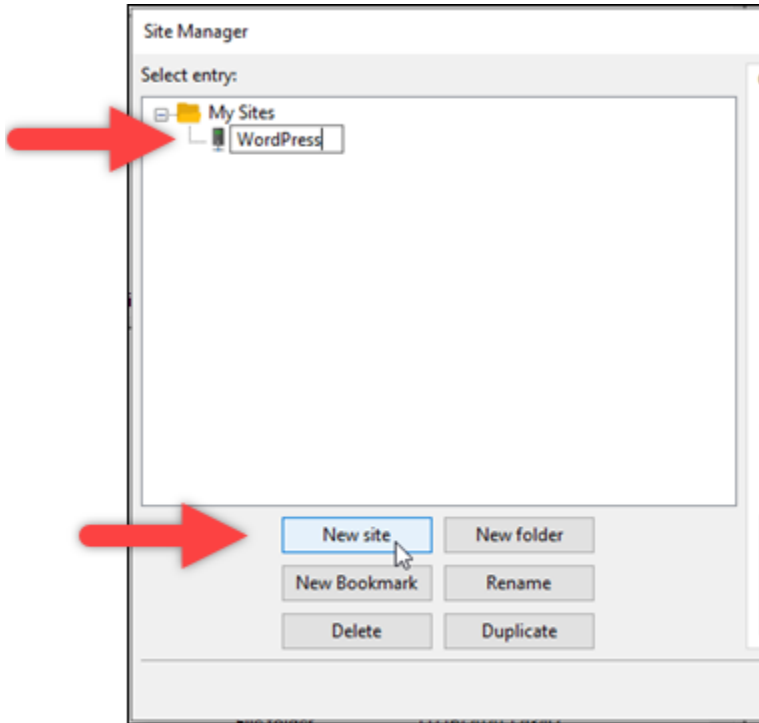 Site Manager
Select entry:
My Sites
WordPress
New site New folder
New Bookmark Rename
Delete Duplicate